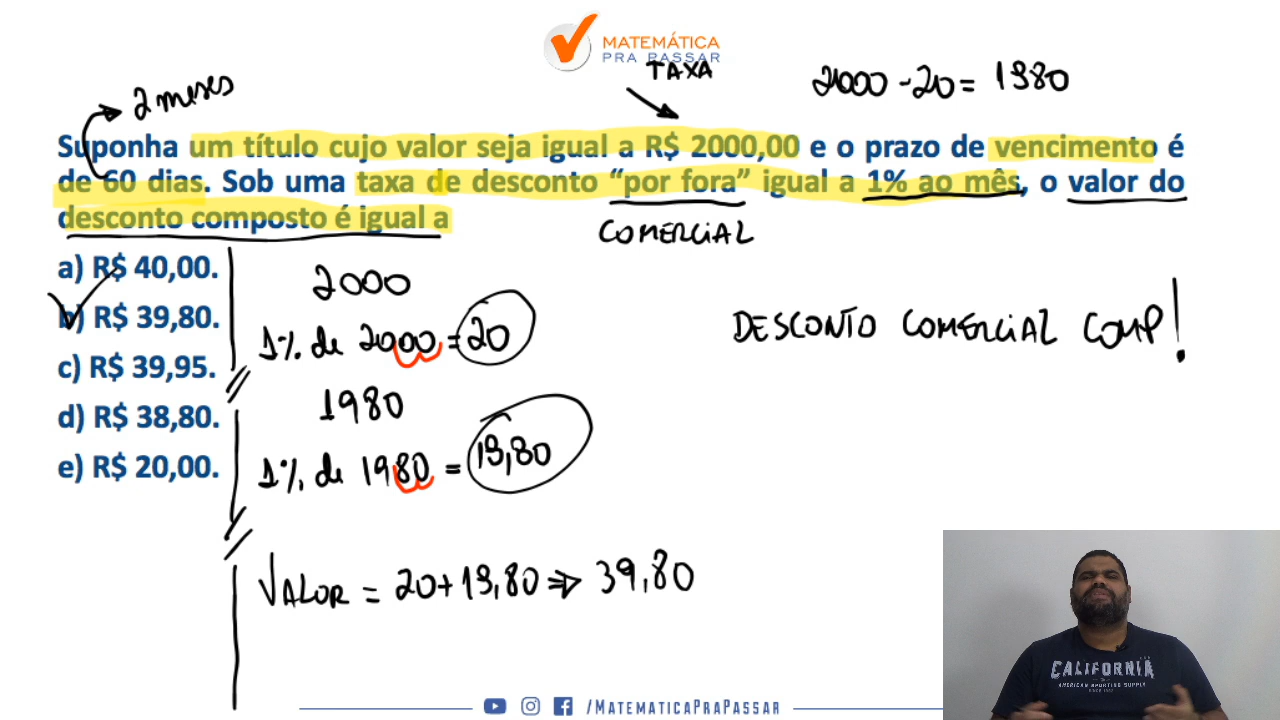 MATEMÁTICA
PRA PASSAR
TAXA
2000 - 20 = 1980
2 meses
Suponha um título cujo valor seja igual a R$ 2000,00 e o prazo de vencimento é
de 60 dias. Sob uma taxa de desconto “por fora” igual a 1% ao mês, o valor do
desconto composto é igual a
COMERCIAL
a) R$ 40,00.
b) R$ 39,80.
c) R$ 39,95.
d) R$ 38,80.
e) R$ 20,00.
2000
1% de 2000 = 20
1980
1% de 1980 = 19,80
VALOR = 20 + 19,80 ⇒ 39,80
DESCONTO COMERCIAL COMP!
CALIFORNIA
AMERICAN SPORTING SUPPLY
/MATEMATICAPRAPASSAR